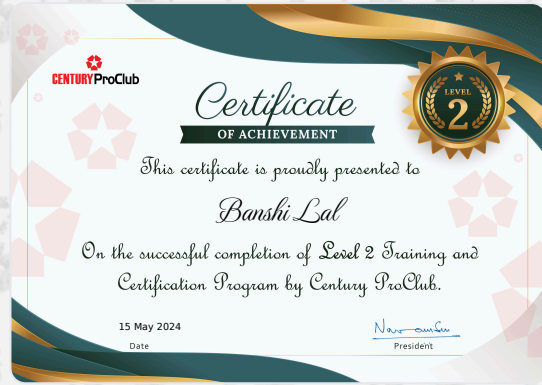 CENTURY ProClub
Certificate
OF ACHIEVEMENT
LEVEL
2
This certificate is proudly presented to
Banshi Lal
On the successful completion of Level 2 Training and
Certification Program by Century ProClub.
15 May 2024
Date
President